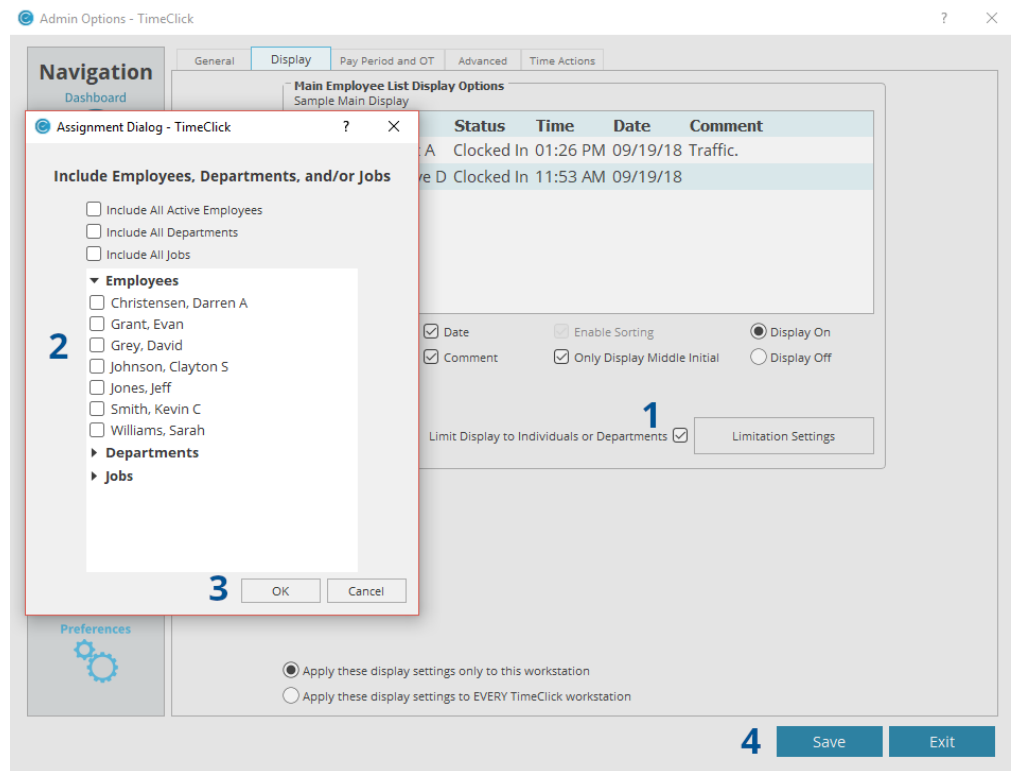 Admin Options - TimeClick ? ×
Navigation
Dashboard
General Display Pay Period and OT Advanced Time Actions
Main Employee List Display Options
Sample Main Display
Status Time Date Comment
A Clocked In 01:26 PM 09/19/18 Traffic.
ve D Clocked In 11:53 AM 09/19/18
Assignment Dialog - TimeClick ? ×
Include Employees, Departments, and/or Jobs
Include All Active Employees
Include All Departments
Include All Jobs
Employees
Christensen, Darren A
Grant, Evan
2
Grey, David
Johnson, Clayton S
Jones, Jeff
Smith, Kevin C
Williams, Sarah
Departments
Jobs
3 OK Cancel
Date Enable Sorting Display On
Comment Only Display Middle Initial Display Off
1
Limit Display to Individuals or Departments Limitation Settings
Preferences
Apply these display settings only to this workstation
Apply these display settings to EVERY TimeClick workstation
4 Save Exit